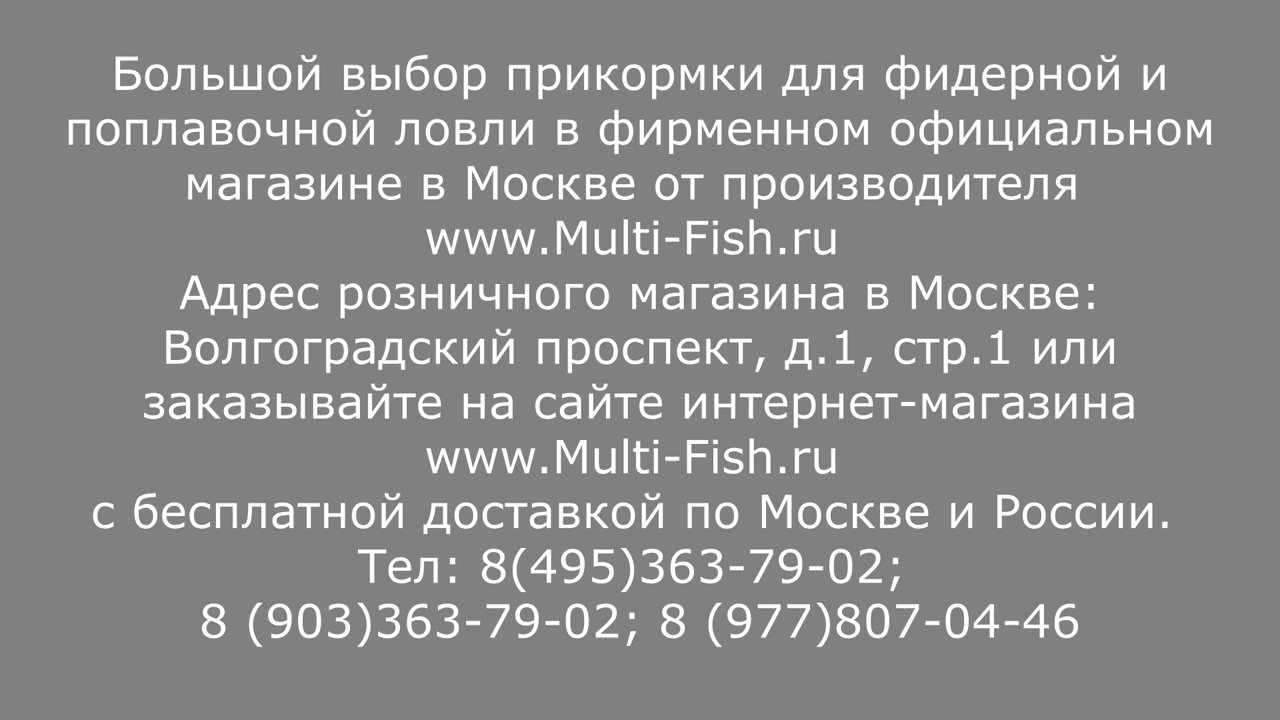 Большой выбор прикормки для фидерной и
поплавочной ловли в фирменном официальном
магазине в Москве от производителя
www.Multi-Fish.ru
Адрес розничного магазина в Москве:
Волгоградский проспект, д.1, стр.1 или
заказывайте на сайте интернет-магазина
www.Multi-Fish.ru
с бесплатной доставкой по Москве и России.
Тел: 8(495)363-79-02;
8 (903)363-79-02; 8 (977)807-04-46